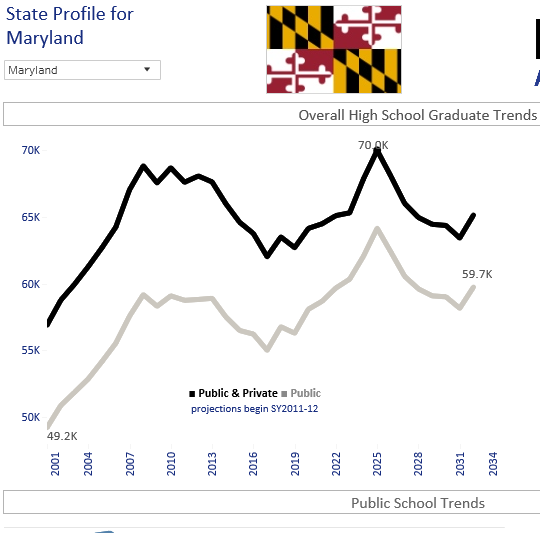 State Profile for
Maryland
Maryland
Overall High School Graduate Trends
70K
70.0K
65K
60K
59.7K
55K
Public & Private Public
projections begin SY2011-12
50K
49.2K
2001 2004 2007 2010 2013 2016 2019 2022 2025 2028 2031 2034
Public School Trends